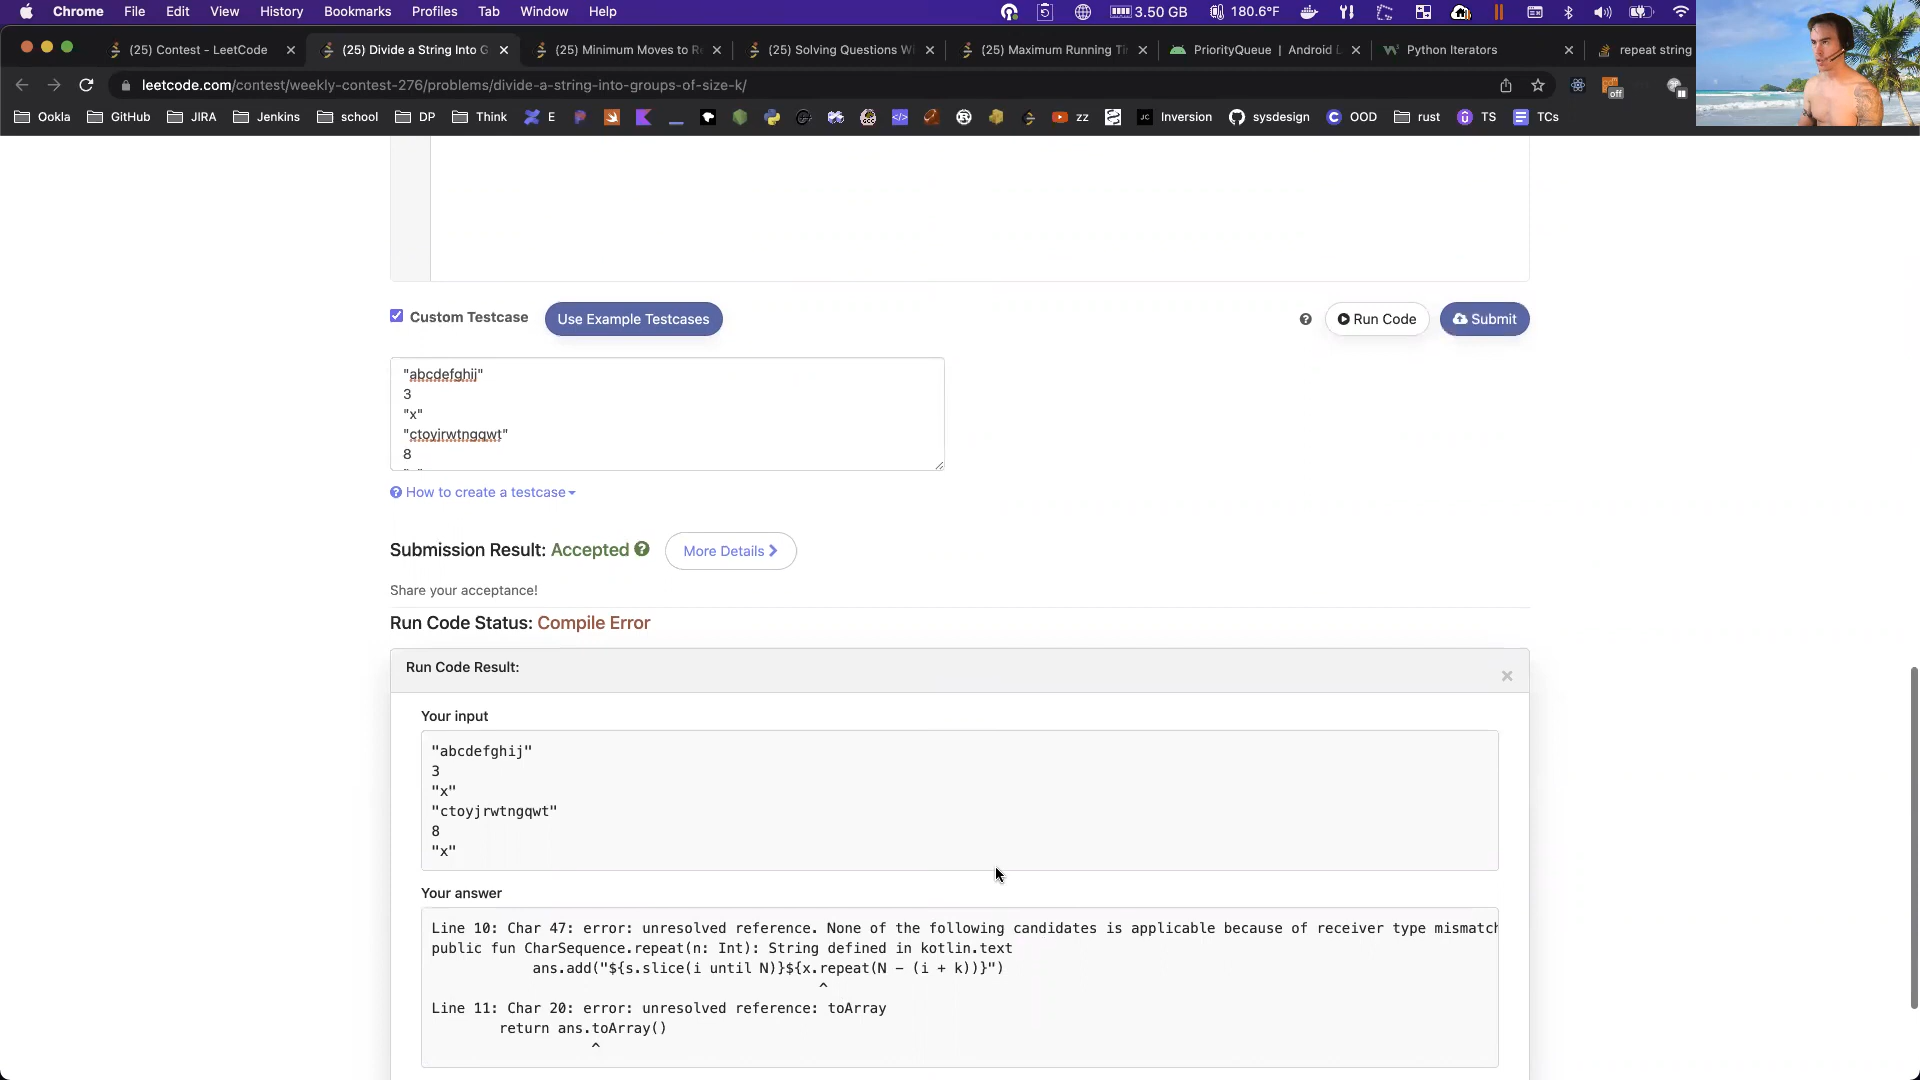 Chrome File Edit View History Bookmarks Profiles Tab Window Help 3.50 GB 180.6°F
(25) Contest - LeetCode (25) Divide a String Into G (25) Minimum Moves to Re (25) Solving Questions Wi (25) Maximum Running Tim PriorityQueue | Android Python Iterators repeat string
leetcode.com/contest/weekly-contest-276/problems/divide-a-string-into-groups-of-size-k/
off
Ookla GitHub JIRA Jenkins school DP Think E zz Inversion sysdesign OOD rust TS TCs
Custom Testcase Use Example Testcases Run Code Submit
"abcdefghij"
3
"x"
"ctoyjrwtngqwt"
8
How to create a testcase
Submission Result: Accepted More Details
Share your acceptance!
Run Code Status: Compile Error
Run Code Result:
Your input
"abcdefghij"
3
"x"
"ctoyjrwtngqwt"
8
"x"
Your answer
Line 10: Char 47: error: unresolved reference. None of the following candidates is applicable because of receiver type mismatch
public fun CharSequence.repeat(n: Int): String defined in kotlin.text
ans.add("${s.slice(i until N)}${x.repeat(N - (i + k))}")
^
Line 11: Char 20: error: unresolved reference: toArray
return ans.toArray()
^